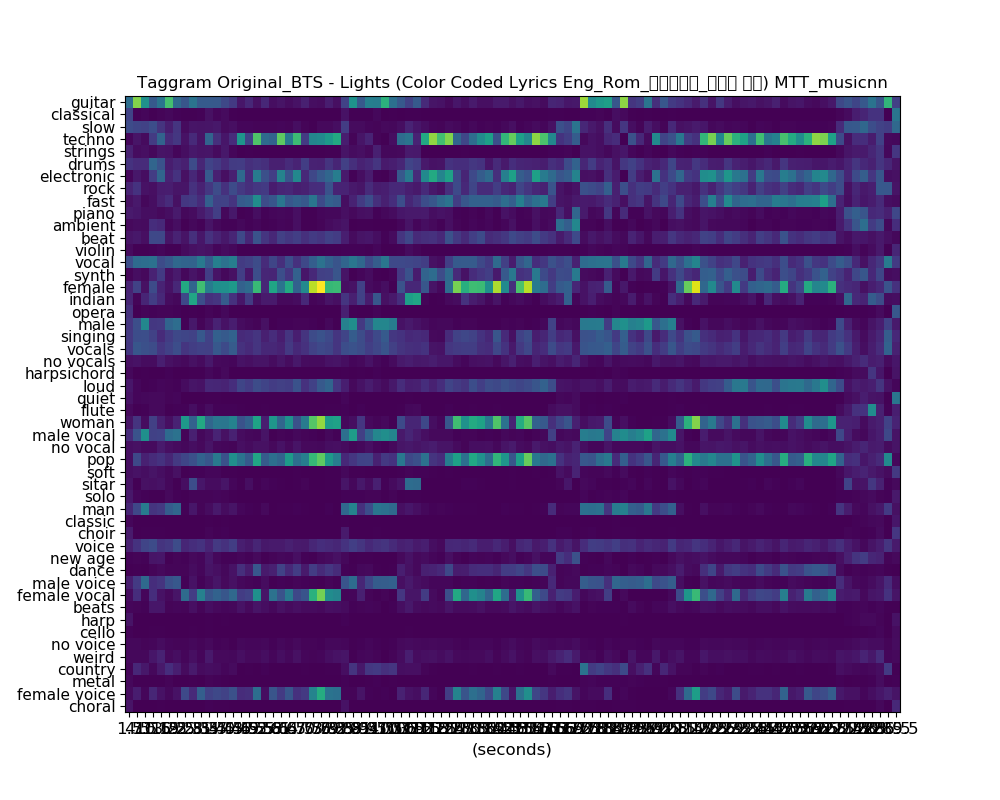 Taggram Original_BTS - Lights (Color Coded Lyrics Eng_Rom_ _ ) MTT_musicnn
guitar
classical
slow
techno
strings
drums
electronic
rock
fast
piano
ambient
beat
violin
vocal
synth
female
indian
opera
male
singing
vocals
no vocals
harpsichord
loud
quiet
flute
woman
male vocal
no vocal
pop
soft
sitar
solo
man
classic
choir
voice
new age
dance
male voice
female vocal
beats
harp
cello
no voice
weird
country
metal
female voice
choral
(seconds)